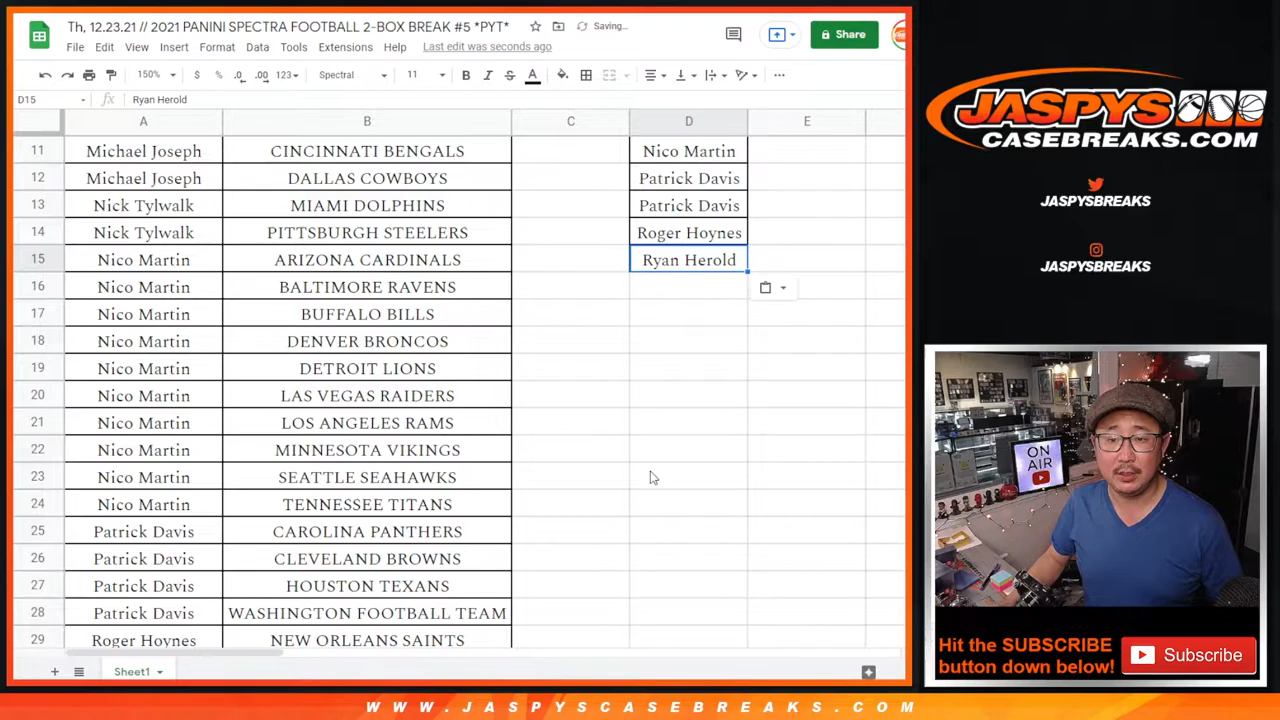 Th, 12.23.21 // 2021 PANINI SPECTRA FOOTBALL 2-BOX BREAK #5 *PYT*
Saving...
File Edit View Insert Format Data Tools Extensions Help Last edit was seconds ago
Share
150% $ % .0 .00 123 Spectral 11 B I S A
D15 fx Ryan Herold
A B C D E
11 Michael Joseph CINCINNATI BENGALS Nico Martin
12 Michael Joseph DALLAS COWBOYS Patrick Davis
13 Nick Tylwalk MIAMI DOLPHINS Patrick Davis
14 Nick Tylwalk PITTSBURGH STEELERS Roger Hoynes
15 Nico Martin ARIZONA CARDINALS Ryan Herold
16 Nico Martin BALTIMORE RAVENS
17 Nico Martin BUFFALO BILLS
18 Nico Martin DENVER BRONCOS
19 Nico Martin DETROIT LIONS
20 Nico Martin LAS VEGAS RAIDERS
21 Nico Martin LOS ANGELES RAMS
22 Nico Martin MINNESOTA VIKINGS
23 Nico Martin SEATTLE SEAHAWKS
24 Nico Martin TENNESSEE TITANS
25 Patrick Davis CAROLINA PANTHERS
26 Patrick Davis CLEVELAND BROWNS
27 Patrick Davis HOUSTON TEXANS
28 Patrick Davis WASHINGTON FOOTBALL TEAM
29 Roger Hoynes NEW ORLEANS SAINTS
Sheet1
JASPYS
CASEBREAKS.COM
JASPYSBREAKS
JASPYSBREAKS
ON
AIR
Hit the SUBSCRIBE
button down below!
Subscribe
WWW.JASPYSCASEBREAKS.COM